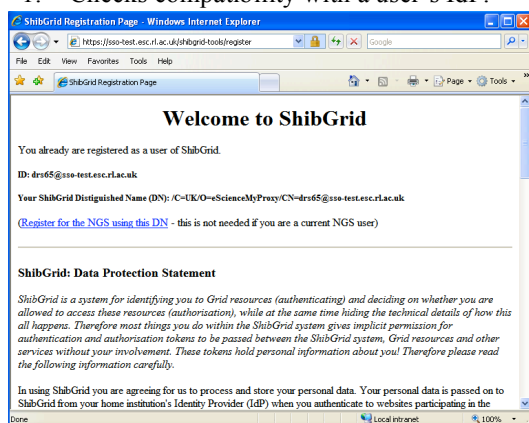 ShibGrid Registration Page - Windows Internet Explorer
https://sso-test.esc.rl.ac.uk/shibgrid-tools/register
Google
File Edit View Favorites Tools Help
ShibGrid Registration Page
Page
Tools
Welcome to ShibGrid
You already are registered as a user of ShibGrid.
ID: drs65@sso-test.esc.rl.ac.uk
Your ShibGrid Distiguished Name (DN): /C=UK/O=eScienceMyProxy/CN=drs65@sso-test.esc.rl.ac.uk
(Register for the NGS using this DN - this is not needed if you are a current NGS user)
ShibGrid: Data Protection Statement
ShibGrid is a system for identifying you to Grid resources (authenticating) and deciding on whether you are
allowed to access these resources (authorisation), while at the same time hiding the technical details of how this
all happens. Therefore most things you do within the ShibGrid system gives implicit permission for
authentication and authorisation tokens to be passed between the ShibGrid system, Grid resources and other
services without your involvement. These tokens hold personal information about you! Therefore please read
the following information carefully.
In using ShibGrid you are agreeing for us to process and store your personal data. Your personal data is passed on to
ShibGrid from your home institution's Identity Provider (IdP) when you authenticate to websites participating in the
Done
Local intranet
100%